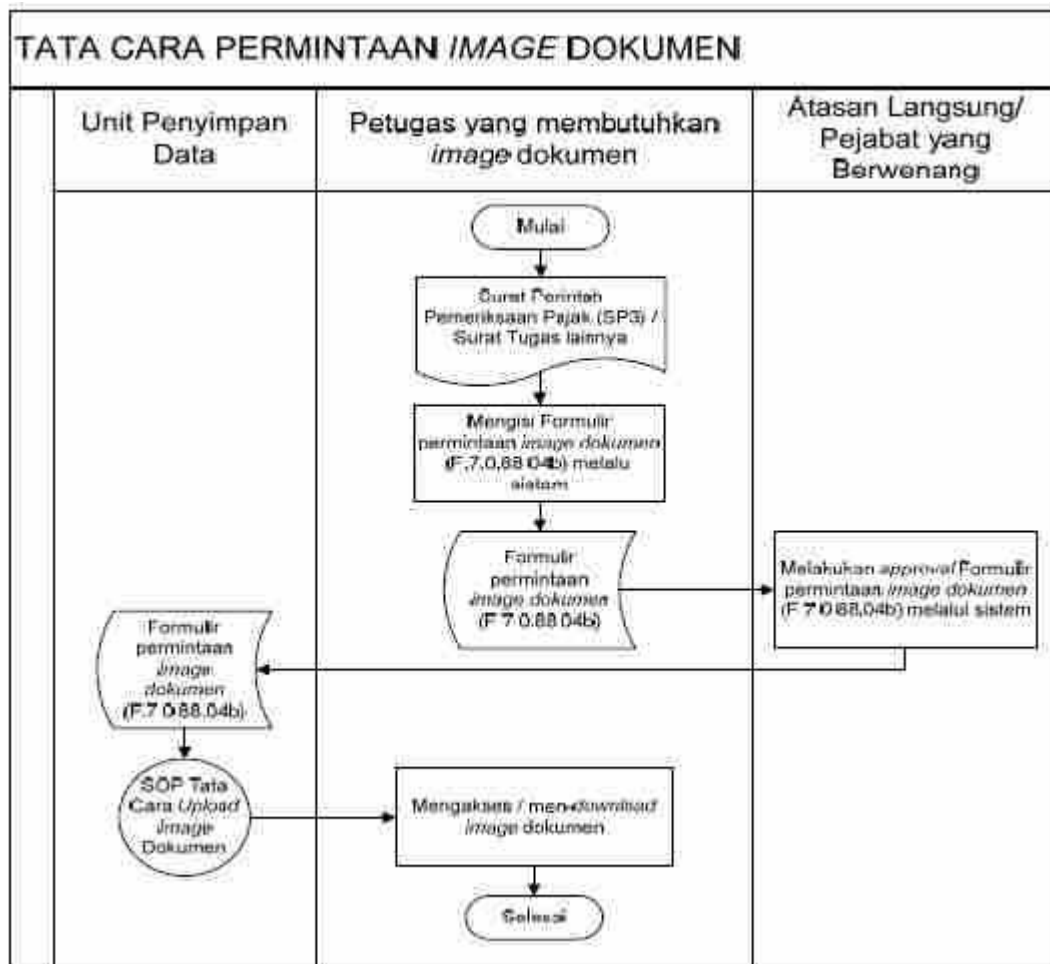 TATA CARA PERMINTAAN IMAGE DOKUMEN
Unit Penyimpan
Data
Petugas yang membutuhkan
image dokumen
Atasan Langsung/
Pejabat yang
Berwenang
Mulai
Surat Perintah
Pemeriksaan Pajak (SP3) /
Surat Tugas lainnya
Mengisi Formulir
permintaan image dokumen
(F.7.0.88.04b) melalu
sistem
Formulir
permintaan
image dokumen
(F.7.0.88.04b)
Melakukan approval Formulir
permintaan image dokumen
(F.7.0.88.04b) melalui sistem
Formulir
permintaan
image
dokumen
(F.7.0.88.04b)
SOP Tata
Cara Upload
Image
Dokumen
Mengakses / men-download
image dokumen
Selesai